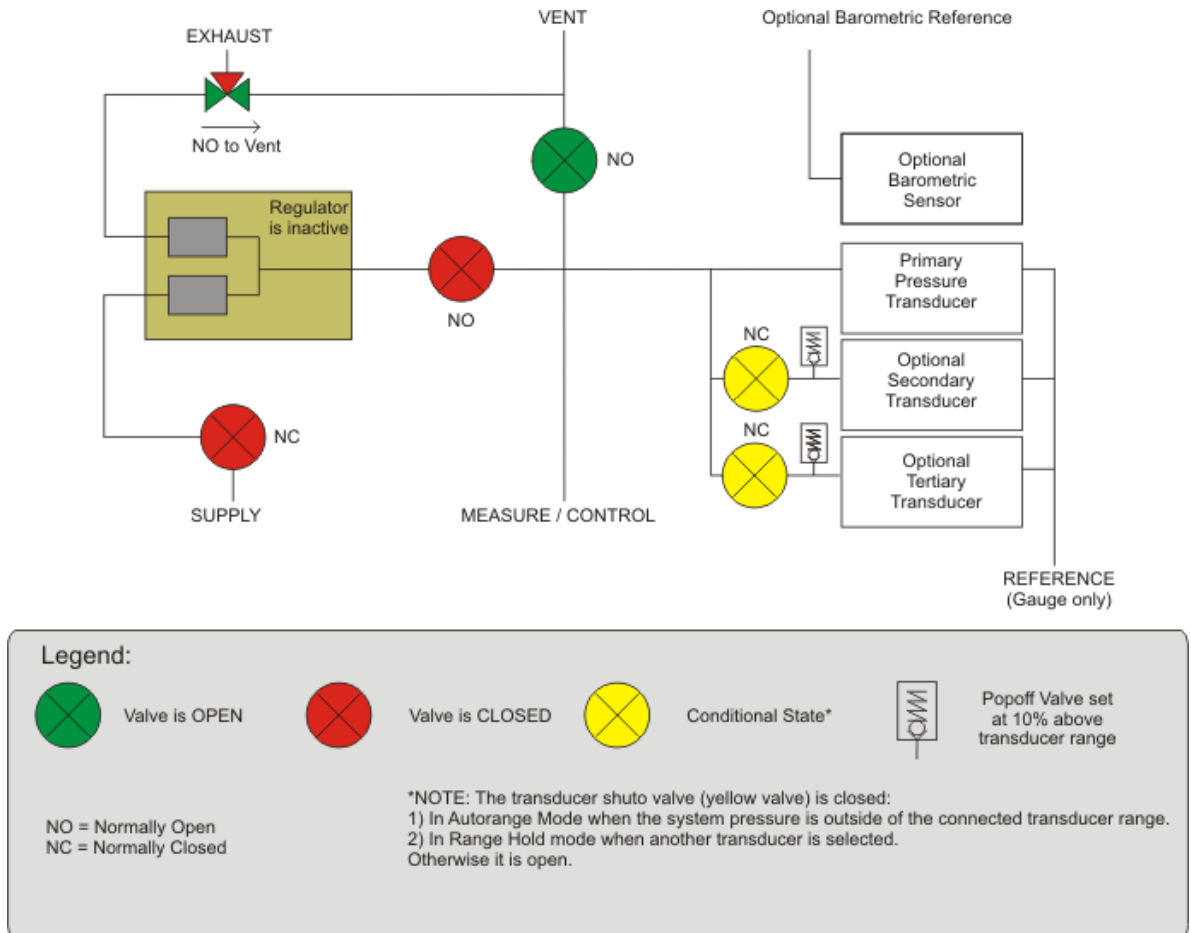 VENT
Optional Barometric Reference
EXHAUST
NO to Vent
NO
Optional
Barometric
Sensor
Regulator
is inactive
NO
Primary
Pressure
Transducer
NC
Optional
Secondary
Transducer
NC
NC
Optional
Tertiary
Transducer
SUPPLY
MEASURE / CONTROL
REFERENCE
(Gauge only)
Legend:
Valve is OPEN
Valve is CLOSED
Conditional State*
Popoff Valve set
at 10% above
transducer range
NO = Normally Open
NC = Normally Closed
*NOTE: The transducer shuto valve (yellow valve) is closed:
1) In Autorange Mode when the system pressure is outside of the connected transducer range.
2) In Range Hold mode when another transducer is selected.
Otherwise it is open.